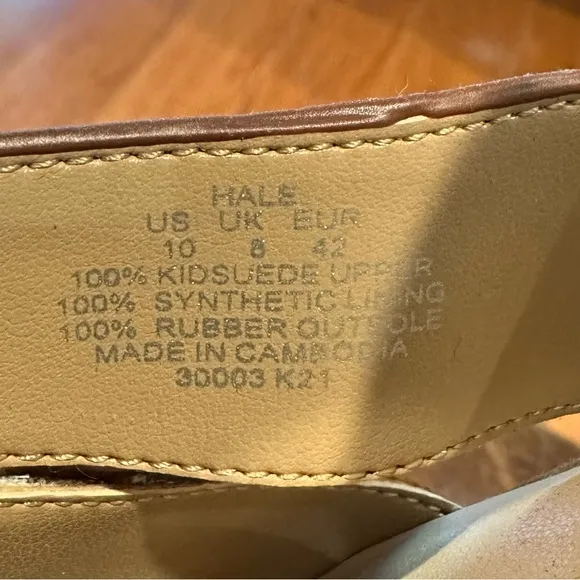 HALE
US UK EUR
10 8 42
100% KIDSUEDE UPPER
100% SYNTHETIC LINING
100% RUBBER OUTSOLE
MADE IN CAMBODIA
30003 K21